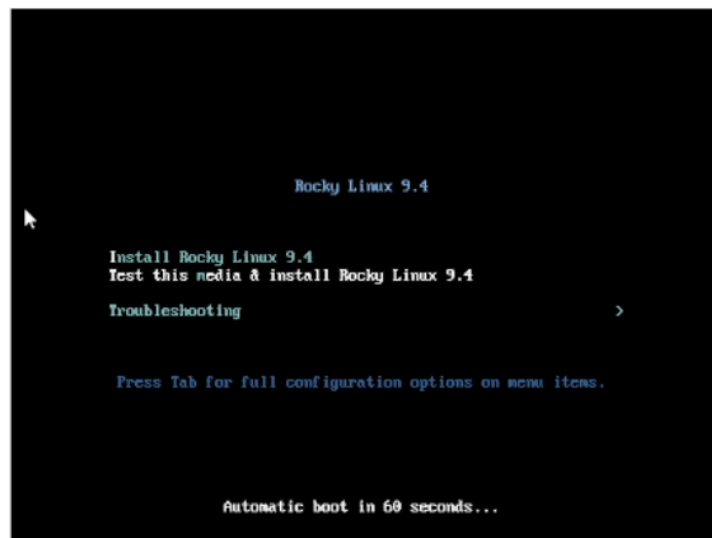 Rocky Linux 9.4
Install Rocky Linux 9.4
Test this media & install Rocky Linux 9.4
Troubleshooting >
Press Tab for full configuration options on menu items.
Automatic boot in 60 seconds...